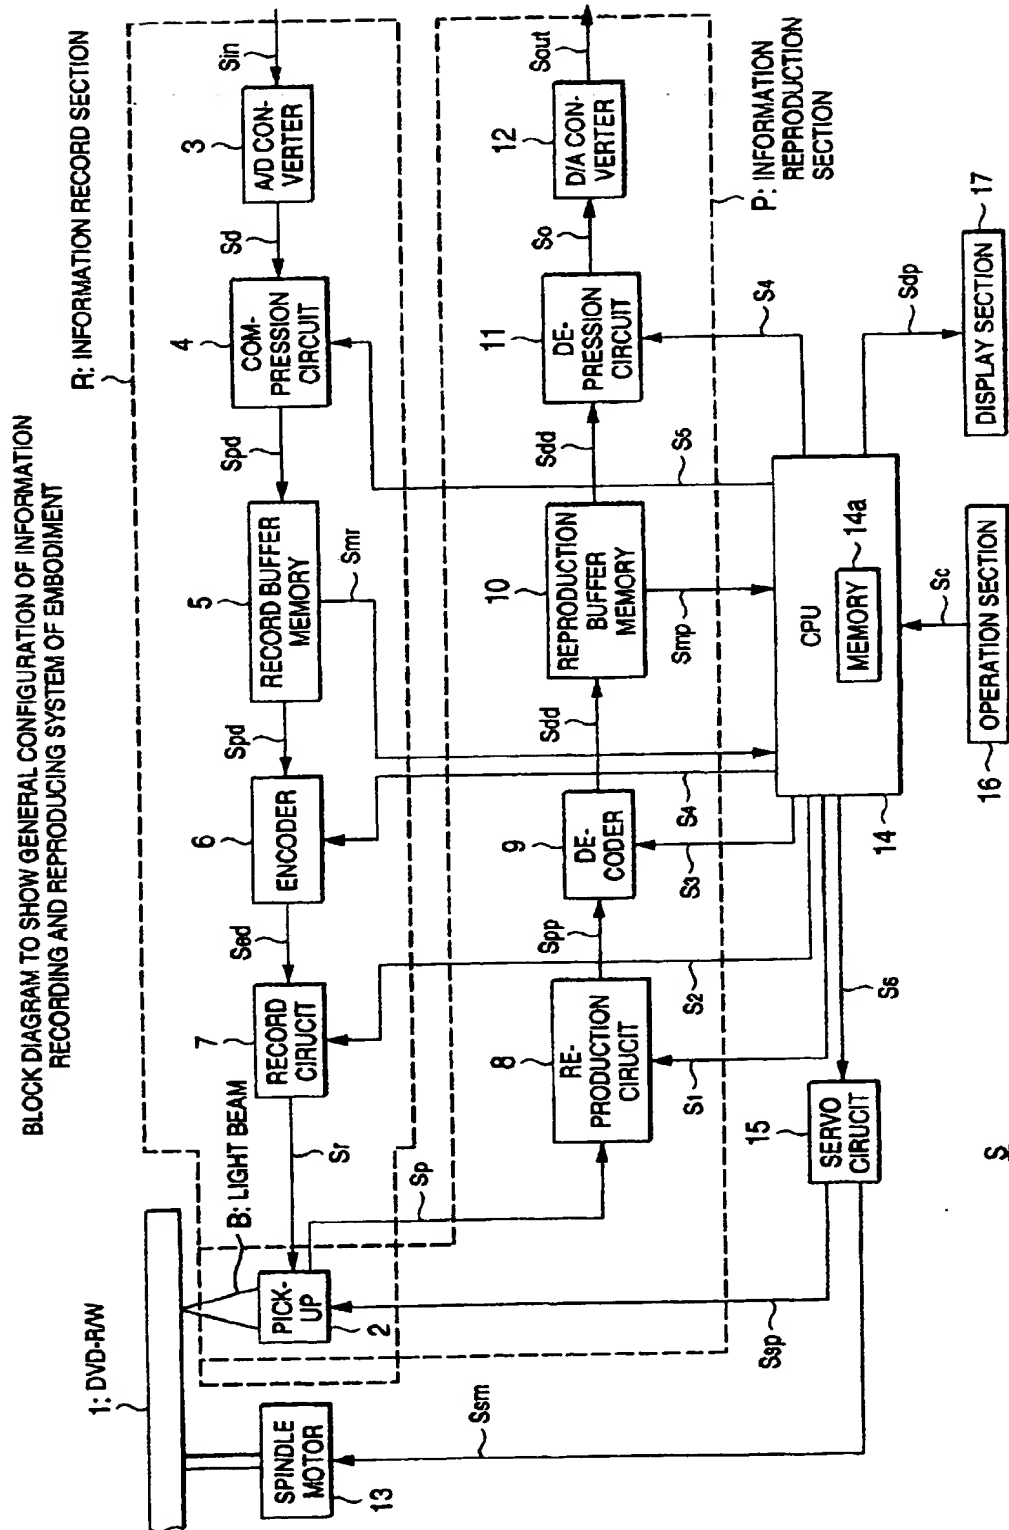 BLOCK DIAGRAM TO SHOW GENERAL CONFIGURATION OF INFORMATION
RECORDING AND REPRODUCING SYSTEM OF EMBODIMENT
1: DVD-R/W
B: LIGHT BEAM
R: INFORMATION RECORD SECTION
SPINDLE
MOTOR
13
PICK-
UP
2
Sr
7
RECORD
CIRUCIT
Sed
6
ENCODER
Spd
5
RECORD BUFFER
MEMORY
Smr
Spd
4
COM-
PRESSION
CIRCUIT
Sd
3
A/D CON-
VERTER
Sin
Sp
8
RE-
PRODUCTION
CIRUCIT
Spp
9
DE-
CODER
Sdd
10
REPRODUCTION
BUFFER
MEMORY
Smp
Sdd
11
DE-
PRESSION
CIRCUIT
So
12
D/A CON-
VERTER
Sout
P: INFORMATION
REPRODUCTION
SECTION
Ssm
Ssp
15
SERVO
CIRUCIT
S1
S2
S3
S4
S5
S4
S6
14
CPU
14a
MEMORY
Sdp
Sc
16
OPERATION SECTION
DISPLAY SECTION
17
S